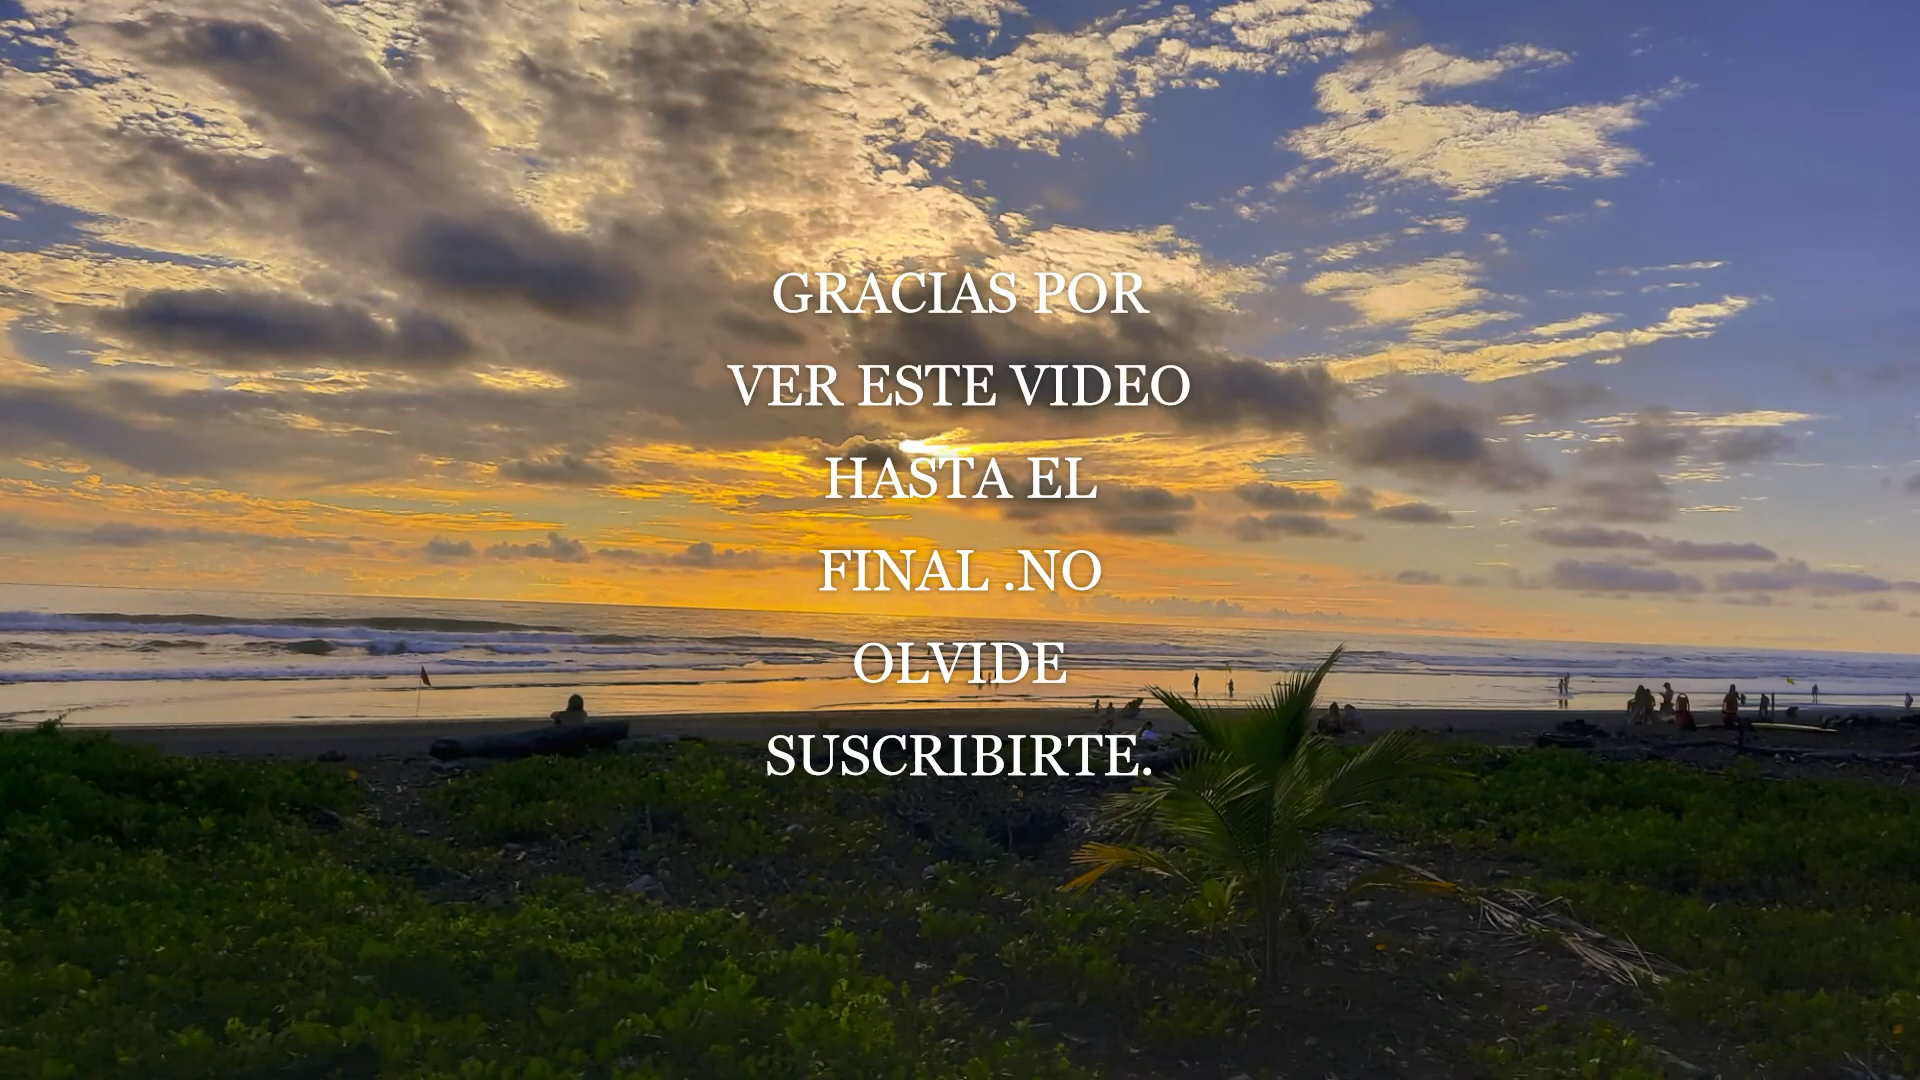 GRACIAS POR
VER ESTE VIDEO
HASTA EL
FINAL .NO
OLVIDE
SUSCRIBIRTE.